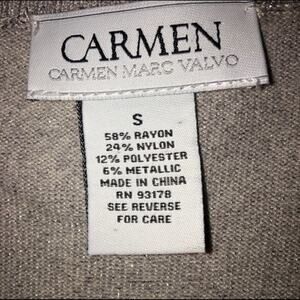 CARMEN
CARMEN MARC VALVO
S
58% RAYON
24% NYLON
12% POLYESTER
6% METALLIC
MADE IN CHINA
RN 93178
SEE REVERSE
FOR CARE